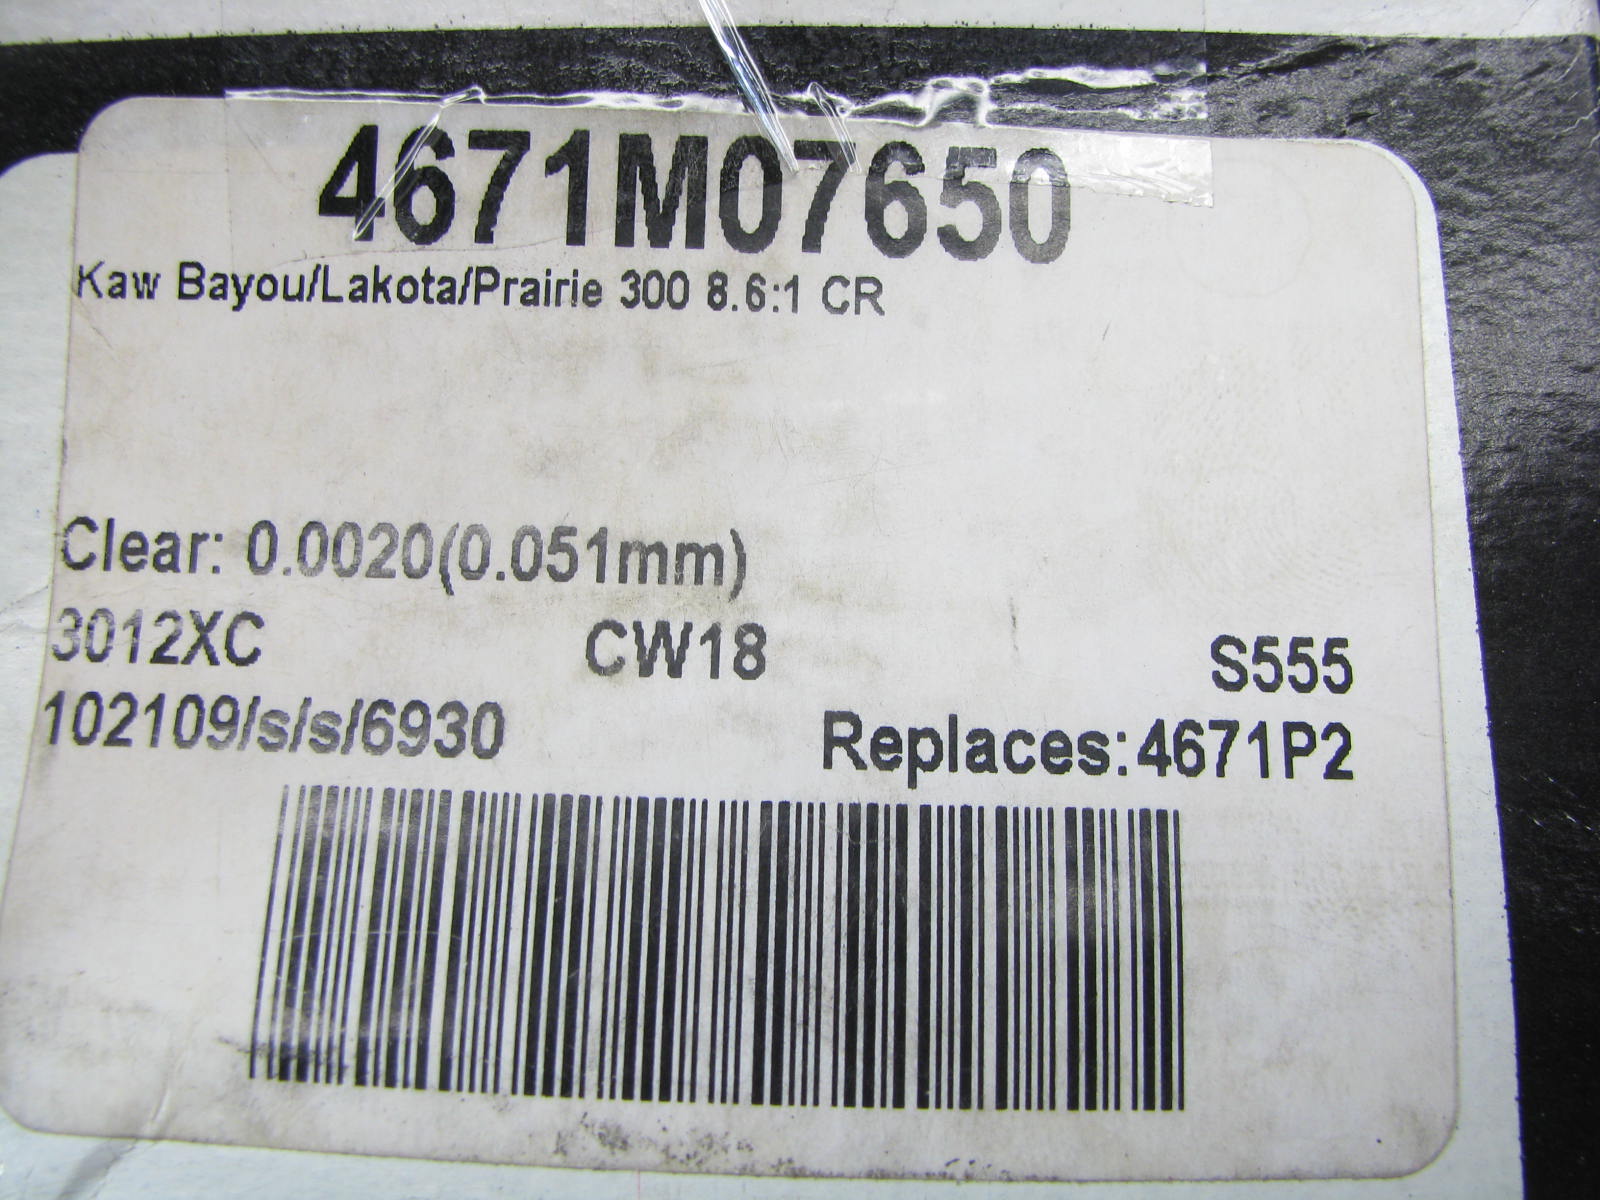 4671M07650
Kaw Bayou/Lakota/Prairie 300 8.6:1 CR
Clear: 0.0020(0.051mm)
3012XC CW18 S555
102109/s/s/6930 Replaces:4671P2